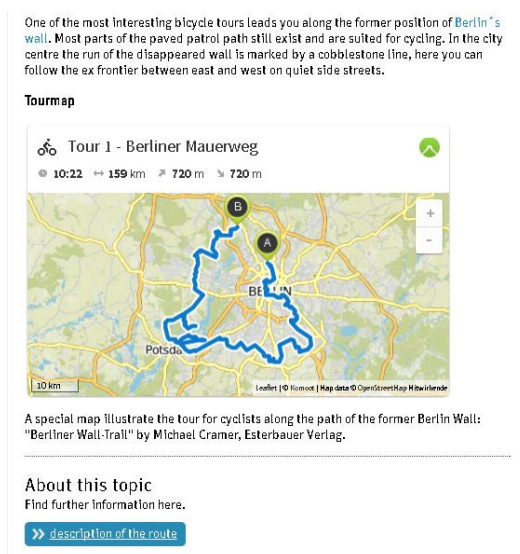 One of the most interesting bicycle tours leads you along the former position of Berlin´s
wall. Most parts of the paved patrol path still exist and are suited for cycling. In the city
centre the run of the disappeared wall is marked by a cobblestone line, here you can
follow the ex frontier between east and west on quiet side streets.
Tourmap
Tour 1 - Berliner Mauerweg
10:22 ↔ 159 km ↗ 720 m ↘ 720 m
B
+
A
-
BERLIN
Potsda
10 km
Leaflet | © Komoot | Map data © OpenStreetMap Mitwirkende
A special map illustrate the tour for cyclists along the path of the former Berlin Wall:
"Berliner Wall-Trail" by Michael Cramer, Esterbauer Verlag.
About this topic
Find further information here.
» description of the route